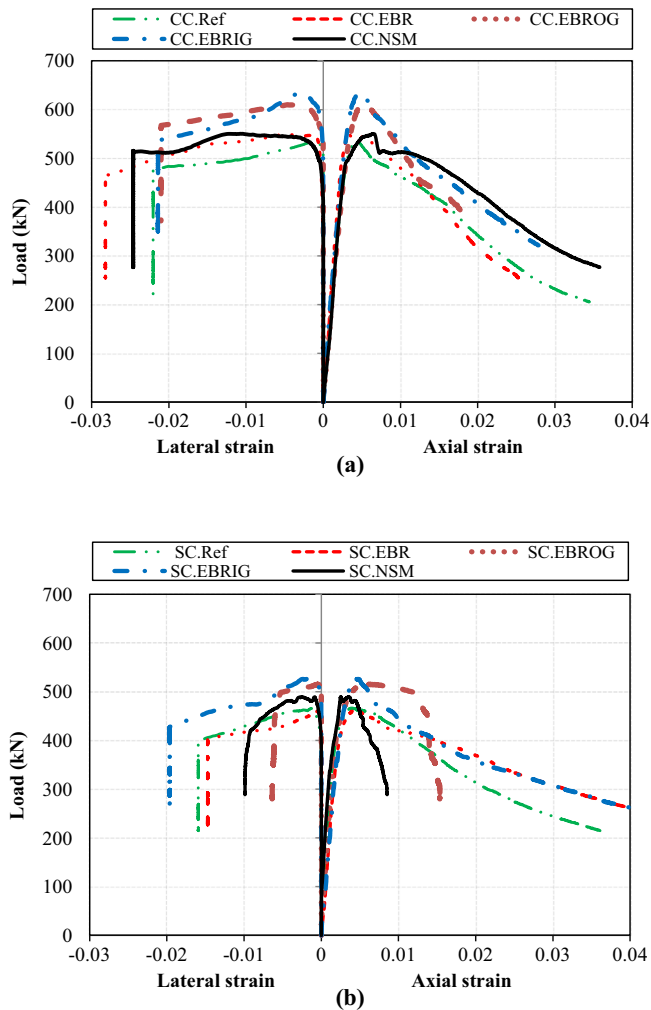 CC.Ref CC.EBR CC.EBROG
CC.EBRIG CC.NSM
700
600
500
400
300
200
100
0
Load (kN)
-0.03 -0.02 -0.01 0 0.01 0.02 0.03 0.04
Lateral strain Axial strain
(a)
SC.Ref SC.EBR SC.EBROG
SC.EBRIG SC.NSM
700
600
500
400
300
200
100
0
Load (kN)
-0.03 -0.02 -0.01 0 0.01 0.02 0.03 0.04
Lateral strain Axial strain
(b)